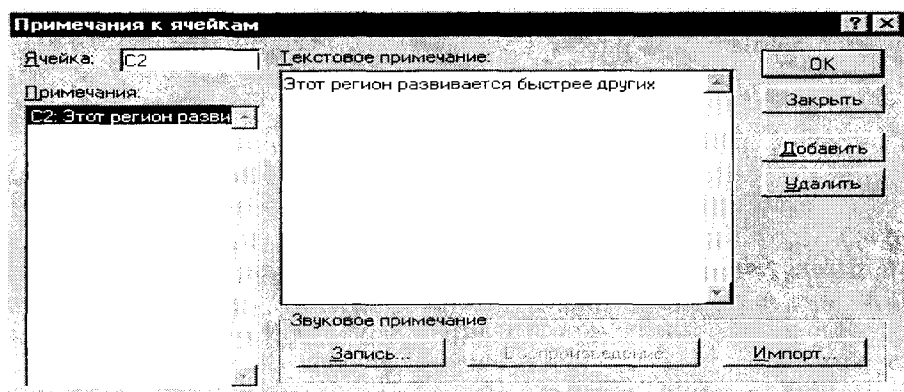 Примечания к ячейкам
Ячейка: C2
Примечания:
C2: Этот регион разви
Текстовое примечание:
Этот регион развивается быстрее других
OK
Закрыть
Добавить
Удалить
Звуковое примечание
Запись...
Воспроизведение
Импорт...